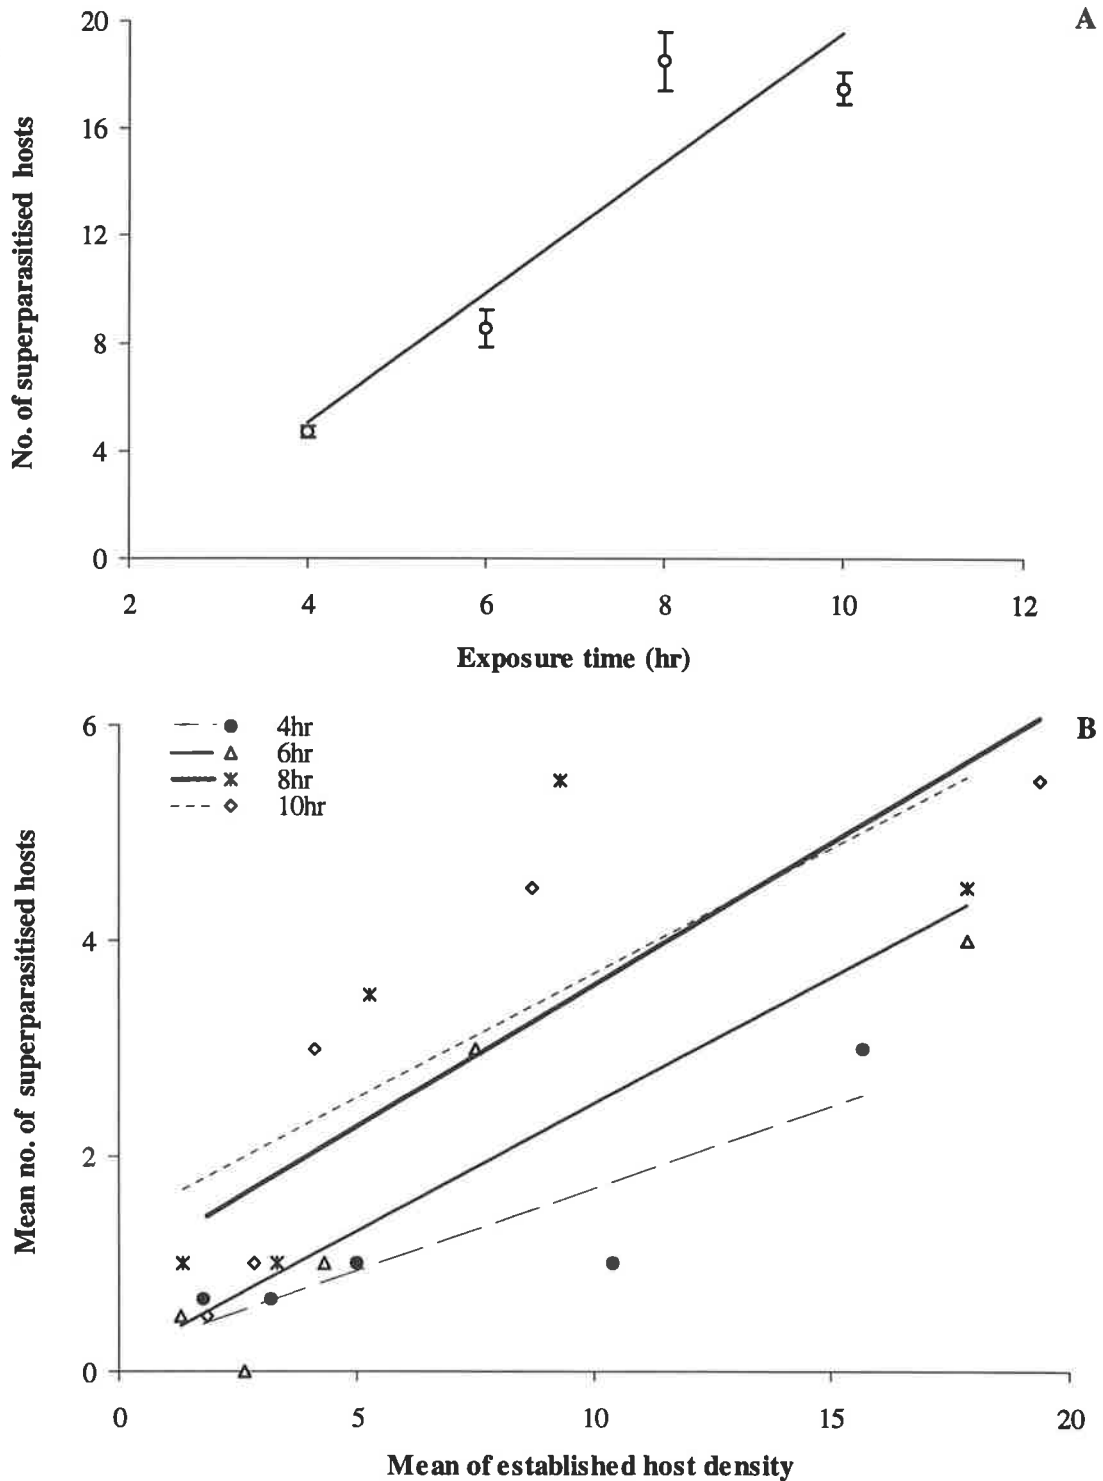 A
20
16
12
8
4
0
No. of superparasitised hosts
2 4 6 8 10 12
Exposure time (hr)
B
4hr
6hr
8hr
10hr
6
4
2
0
Mean no. of superparasitised hosts
0 5 10 15 20
Mean of established host density